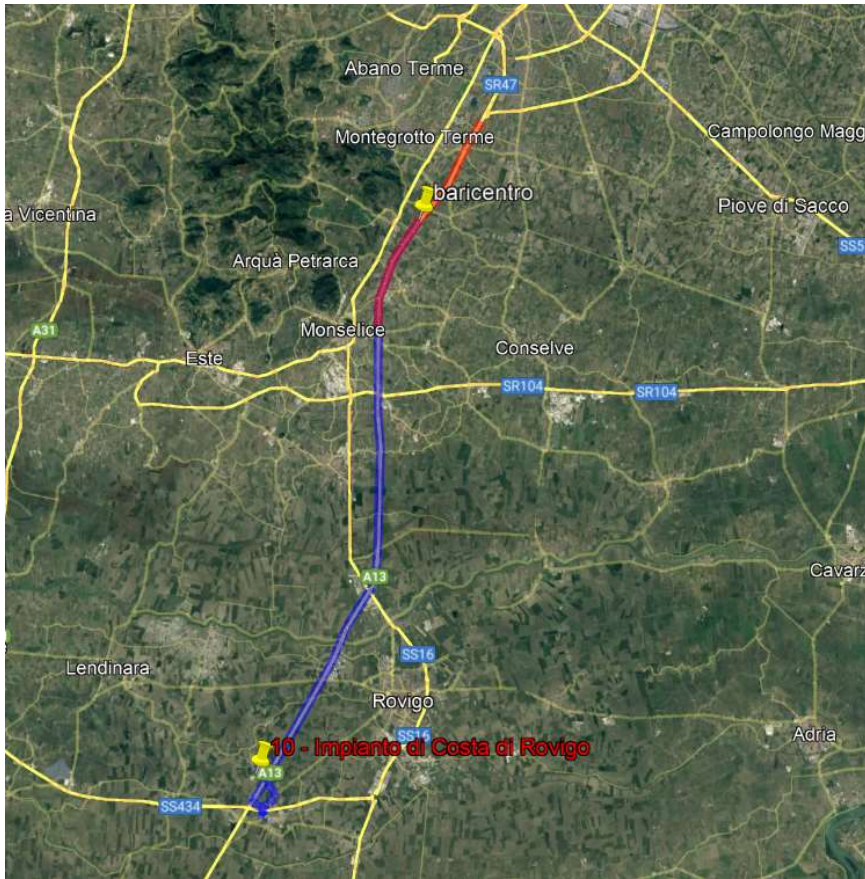 Abano Terme
SR47
Montegrotto Terme
Campolongo Magg
baricentro
a Vicentina
Piove di Sacco
SS5
Arquà Petrarca
A31
Monselice
Conselve
Este
SR104
SR104
A13
Cavarz
SS16
Lendinara
Rovigo
SS16
Adria
10 - Impianto di Costa di Rovigo
A13
SS434